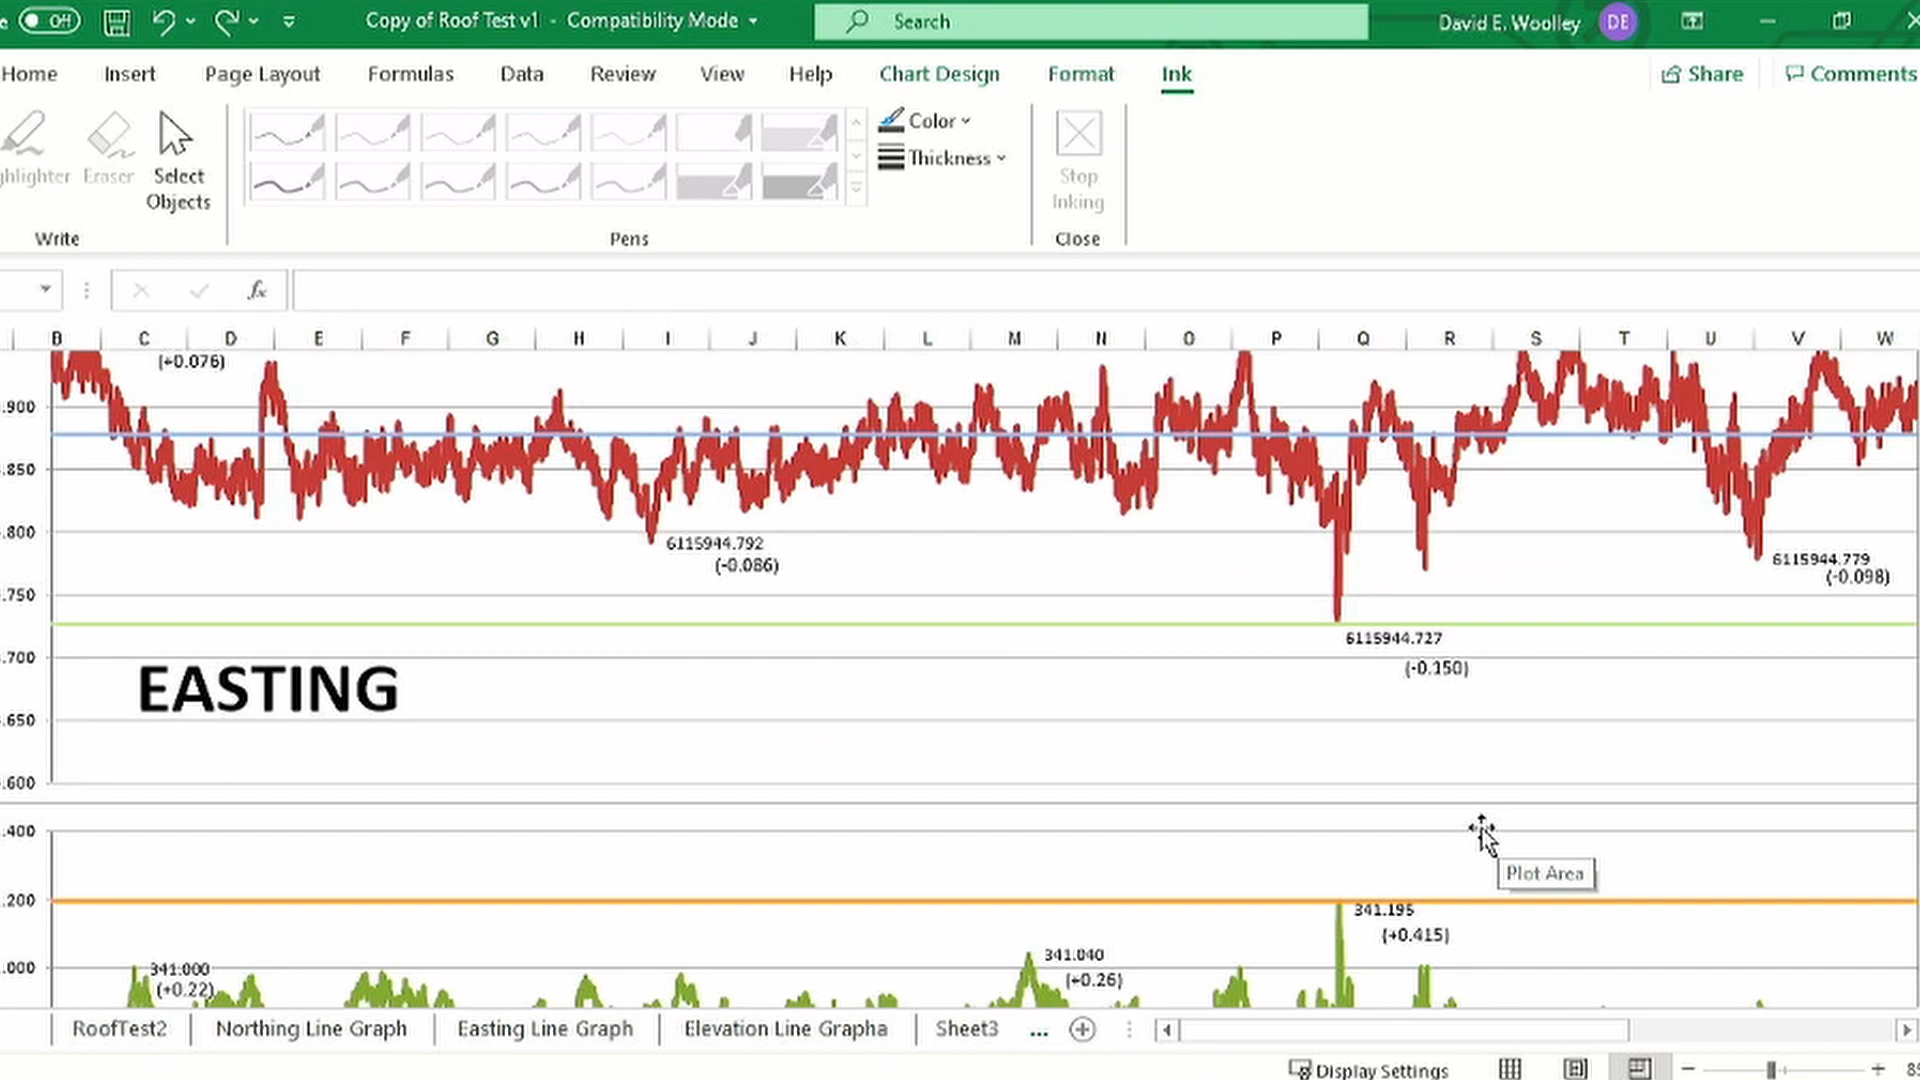 Off Copy of Roof Test v1 - Compatibility Mode Search David E. Woolley DE
Home Insert Page Layout Formulas Data Review View Help Chart Design Format Ink Share Comments
Color
Thickness
ghlighter Eraser Select Objects
Stop Inking
Write Pens Close
fx
B C D E F G H I J K L M N O P Q R S T U V W
(+0.076)
.900
.850
.800
6115944.792
(-0.086)
6115944.779
(-0.098)
.750
6115944.727
(-0.150)
.700
EASTING
.650
.600
.400
Plot Area
.200
341.195
(+0.415)
341.040
(+0.26)
.000
341.000
(+0.22)
RoofTest2 Northing Line Graph Easting Line Graph Elevation Line Grapha Sheet3 ...
Display Settings